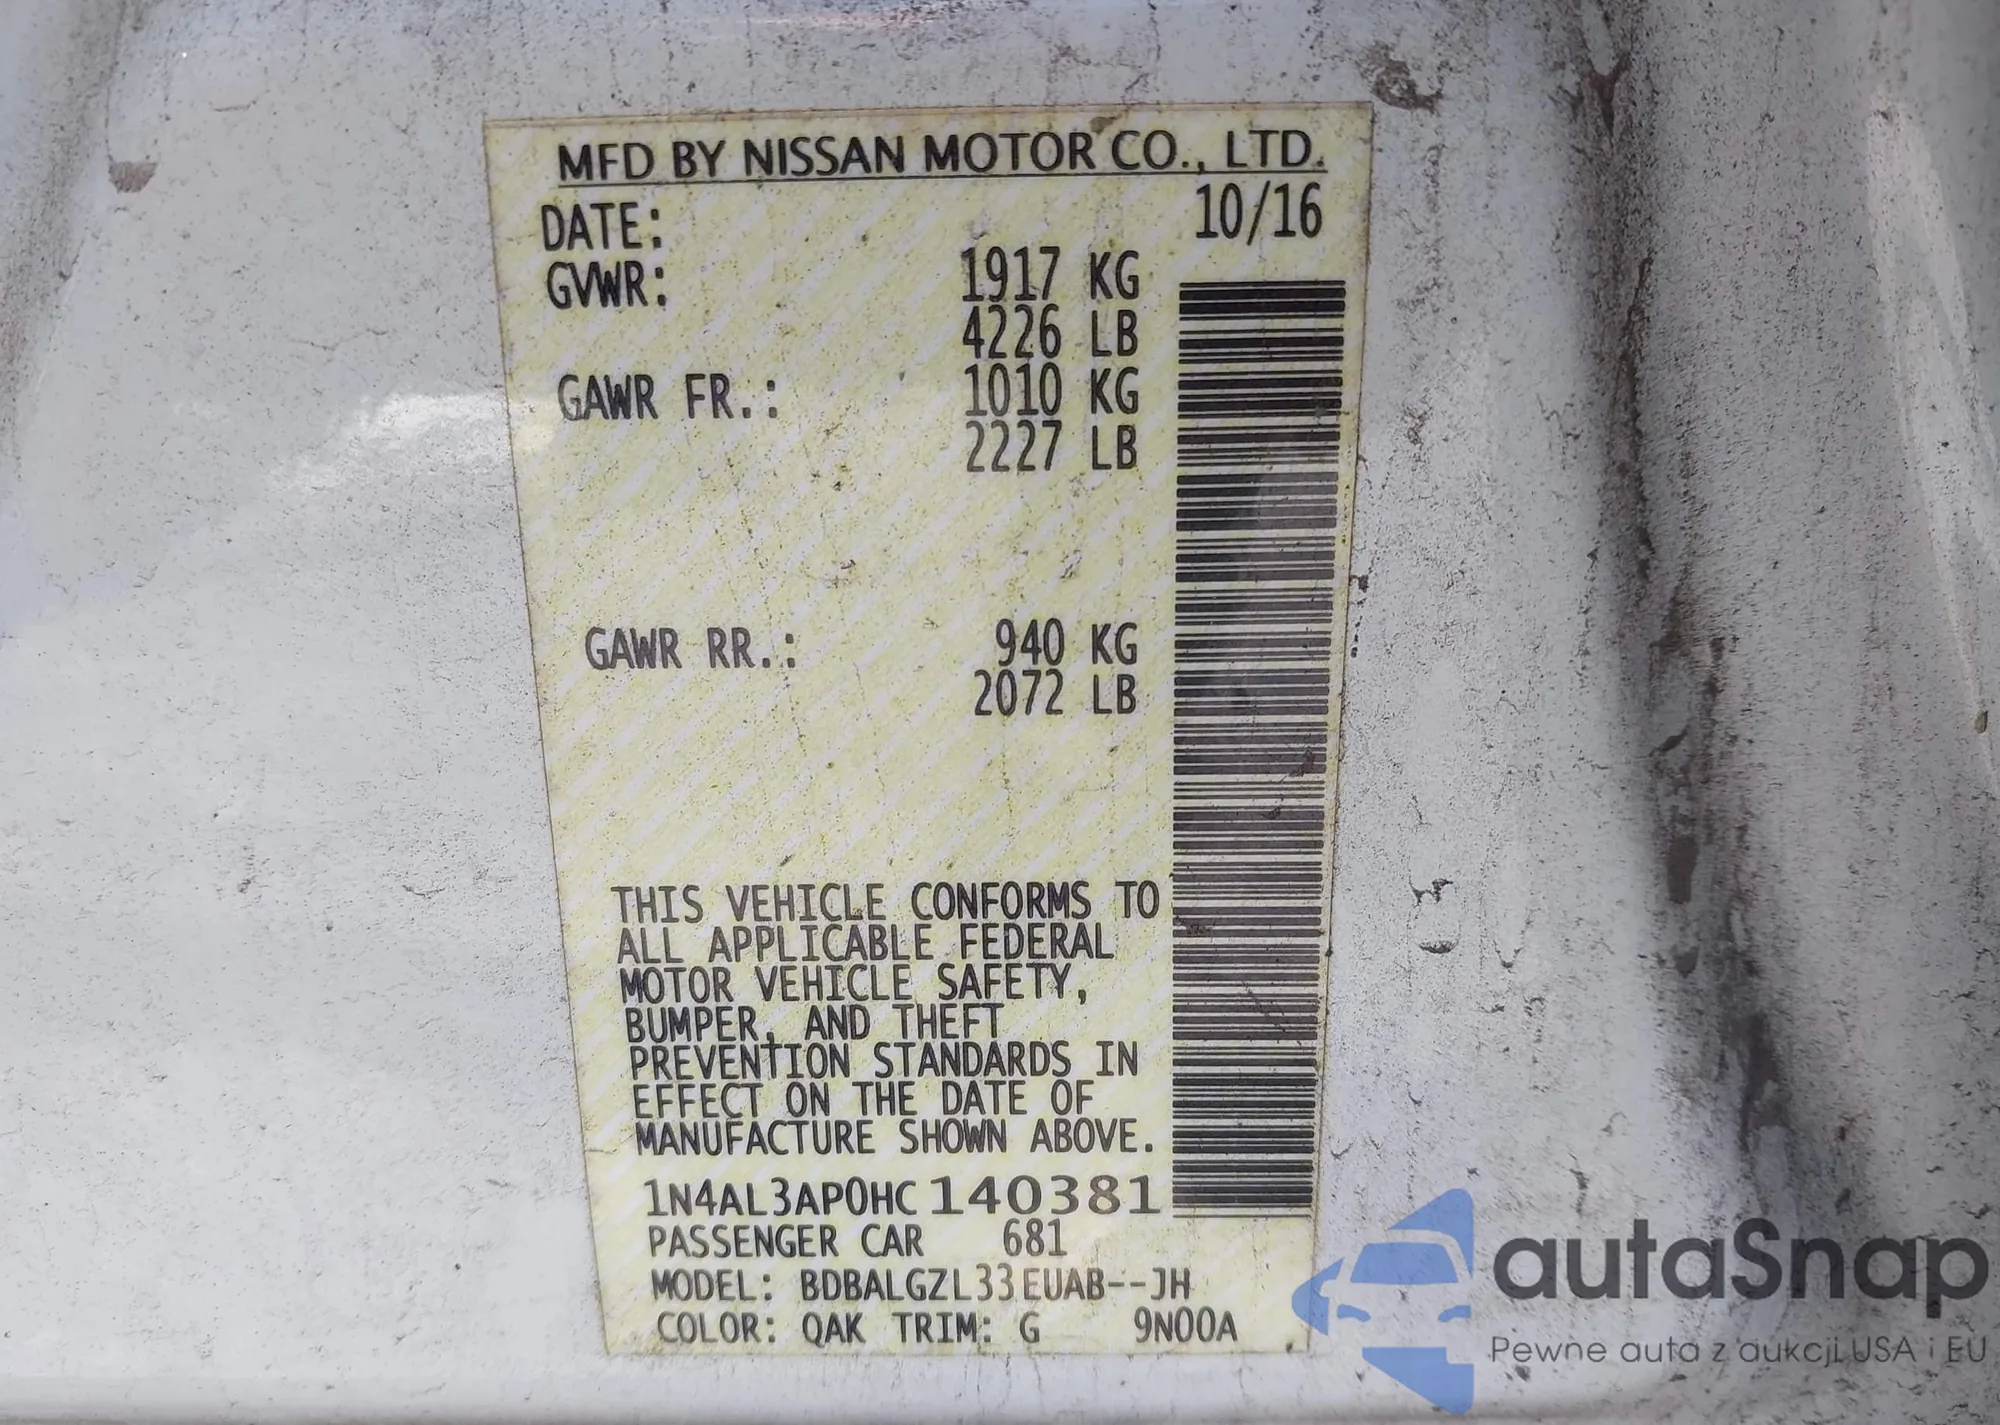 MFD BY NISSAN MOTOR CO., LTD.
DATE: 10/16
GVWR: 1917 KG
4226 LB
GAWR FR.: 1010 KG
2227 LB
GAWR RR.: 940 KG
2072 LB
THIS VEHICLE CONFORMS TO
ALL APPLICABLE FEDERAL
MOTOR VEHICLE SAFETY,
BUMPER, AND THEFT
PREVENTION STANDARDS IN
EFFECT ON THE DATE OF
MANUFACTURE SHOWN ABOVE.
1N4AL3AP0HC140381
PASSENGER CAR 681
MODEL: BDBALGZL33EUAB--JH
COLOR: QAK TRIM: G 9N00A
autaSnap
Pewne auta z aukcji USA i EU